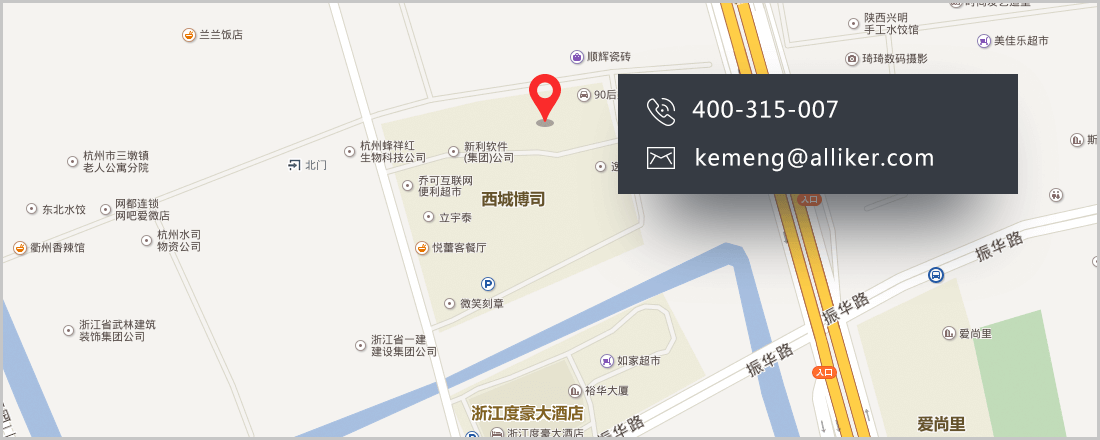 兰兰饭店
陕西兴明
手工水饺馆
美佳乐超市
顺辉瓷砖
琦琦数码摄影
90后
400-315-007
kemeng@alliker.com
杭州市三墩镇
老人公寓分院
北门
杭州蜂祥红
生物科技公司
新利软件
(集团)公司
乔可互联网
便利超市
西城博司
入口
东北水饺
网都连锁
网吧爱微店
立宇泰
衢州香辣馆
杭州水司
物资公司
悦蕾客餐厅
振华路
P
微笑刻章
振华路
浙江省武林建筑
装饰集团公司
浙江省一建
建设集团公司
爱尚里
如家超市
振华路
入口
裕华大厦
浙江度豪大酒店
爱尚里
浙江度豪大酒店
振华路